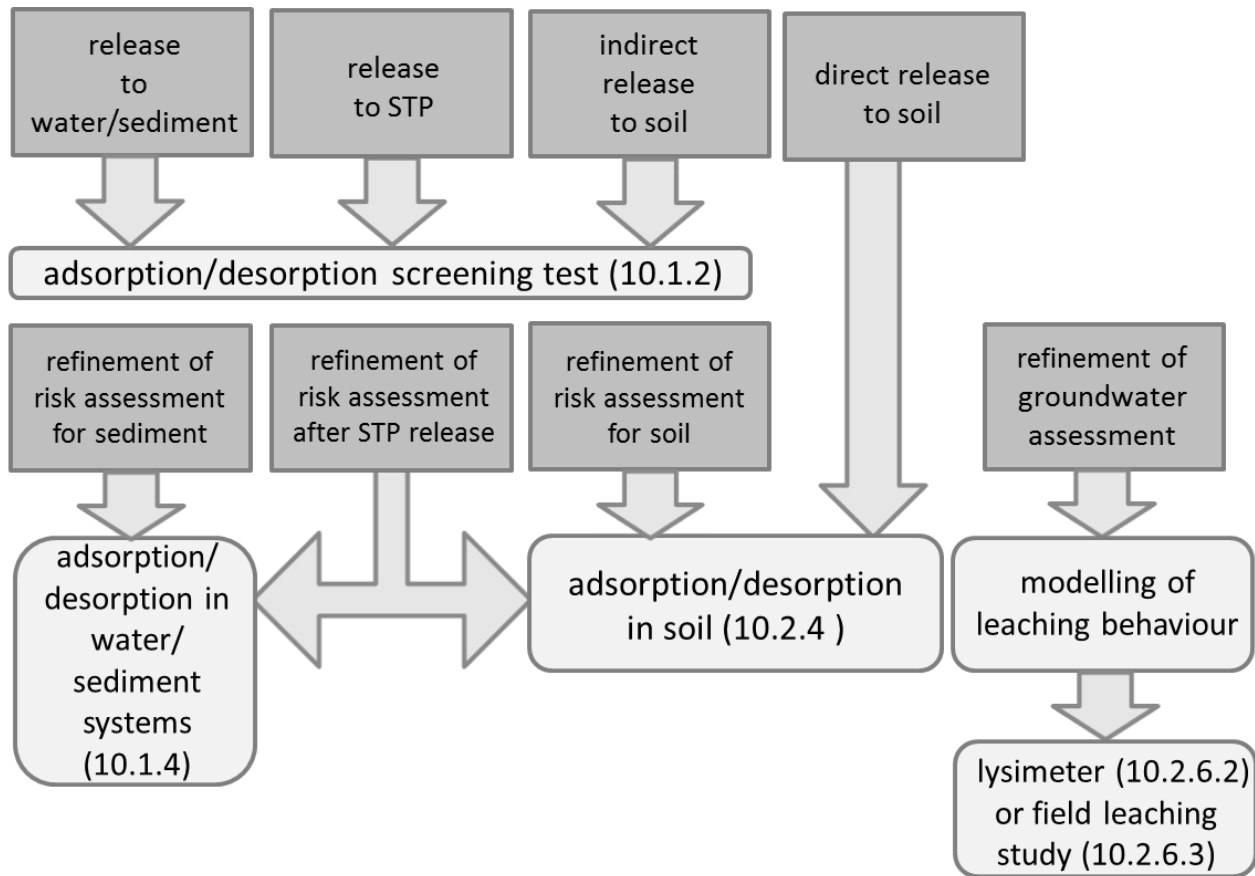 release
to
water/sediment
release
to STP
indirect
release
to soil
direct release
to soil
adsorption/desorption screening test (10.1.2)
refinement of
risk assessment
for sediment
refinement of
risk assessment
after STP release
refinement of
risk assessment
for soil
refinement of
groundwater
assessment
adsorption/
desorption in
water/
sediment
systems
(10.1.4)
adsorption/desorption
in soil (10.2.4 )
modelling of
leaching behaviour
lysimeter (10.2.6.2)
or field leaching
study (10.2.6.3)